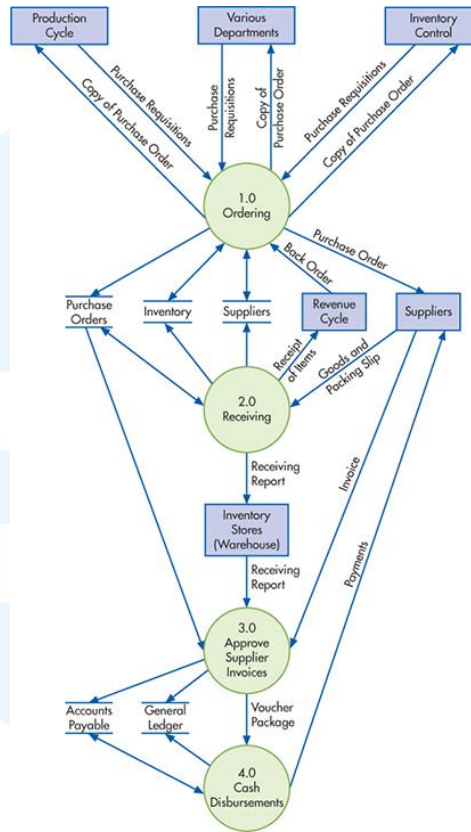 Production
Cycle
Various
Departments
Inventory
Control
Copy of Purchase Order
Purchase Requisitions
Purchase
Requisitions
Copy of
Purchase Order
Purchase Requisitions
Copy of Purchase Order
1.0
Ordering
Purchase Order
Back Order
Purchase
Orders
Inventory
Suppliers
Revenue
Cycle
Suppliers
Receipt
of Items
Goods and
Packing Slip
2.0
Receiving
Receiving
Report
Invoice
Inventory
Stores
(Warehouse)
Payments
Receiving
Report
3.0
Approve
Supplier
Invoices
Accounts
Payable
General
Ledger
Voucher
Package
4.0
Cash
Disbursements